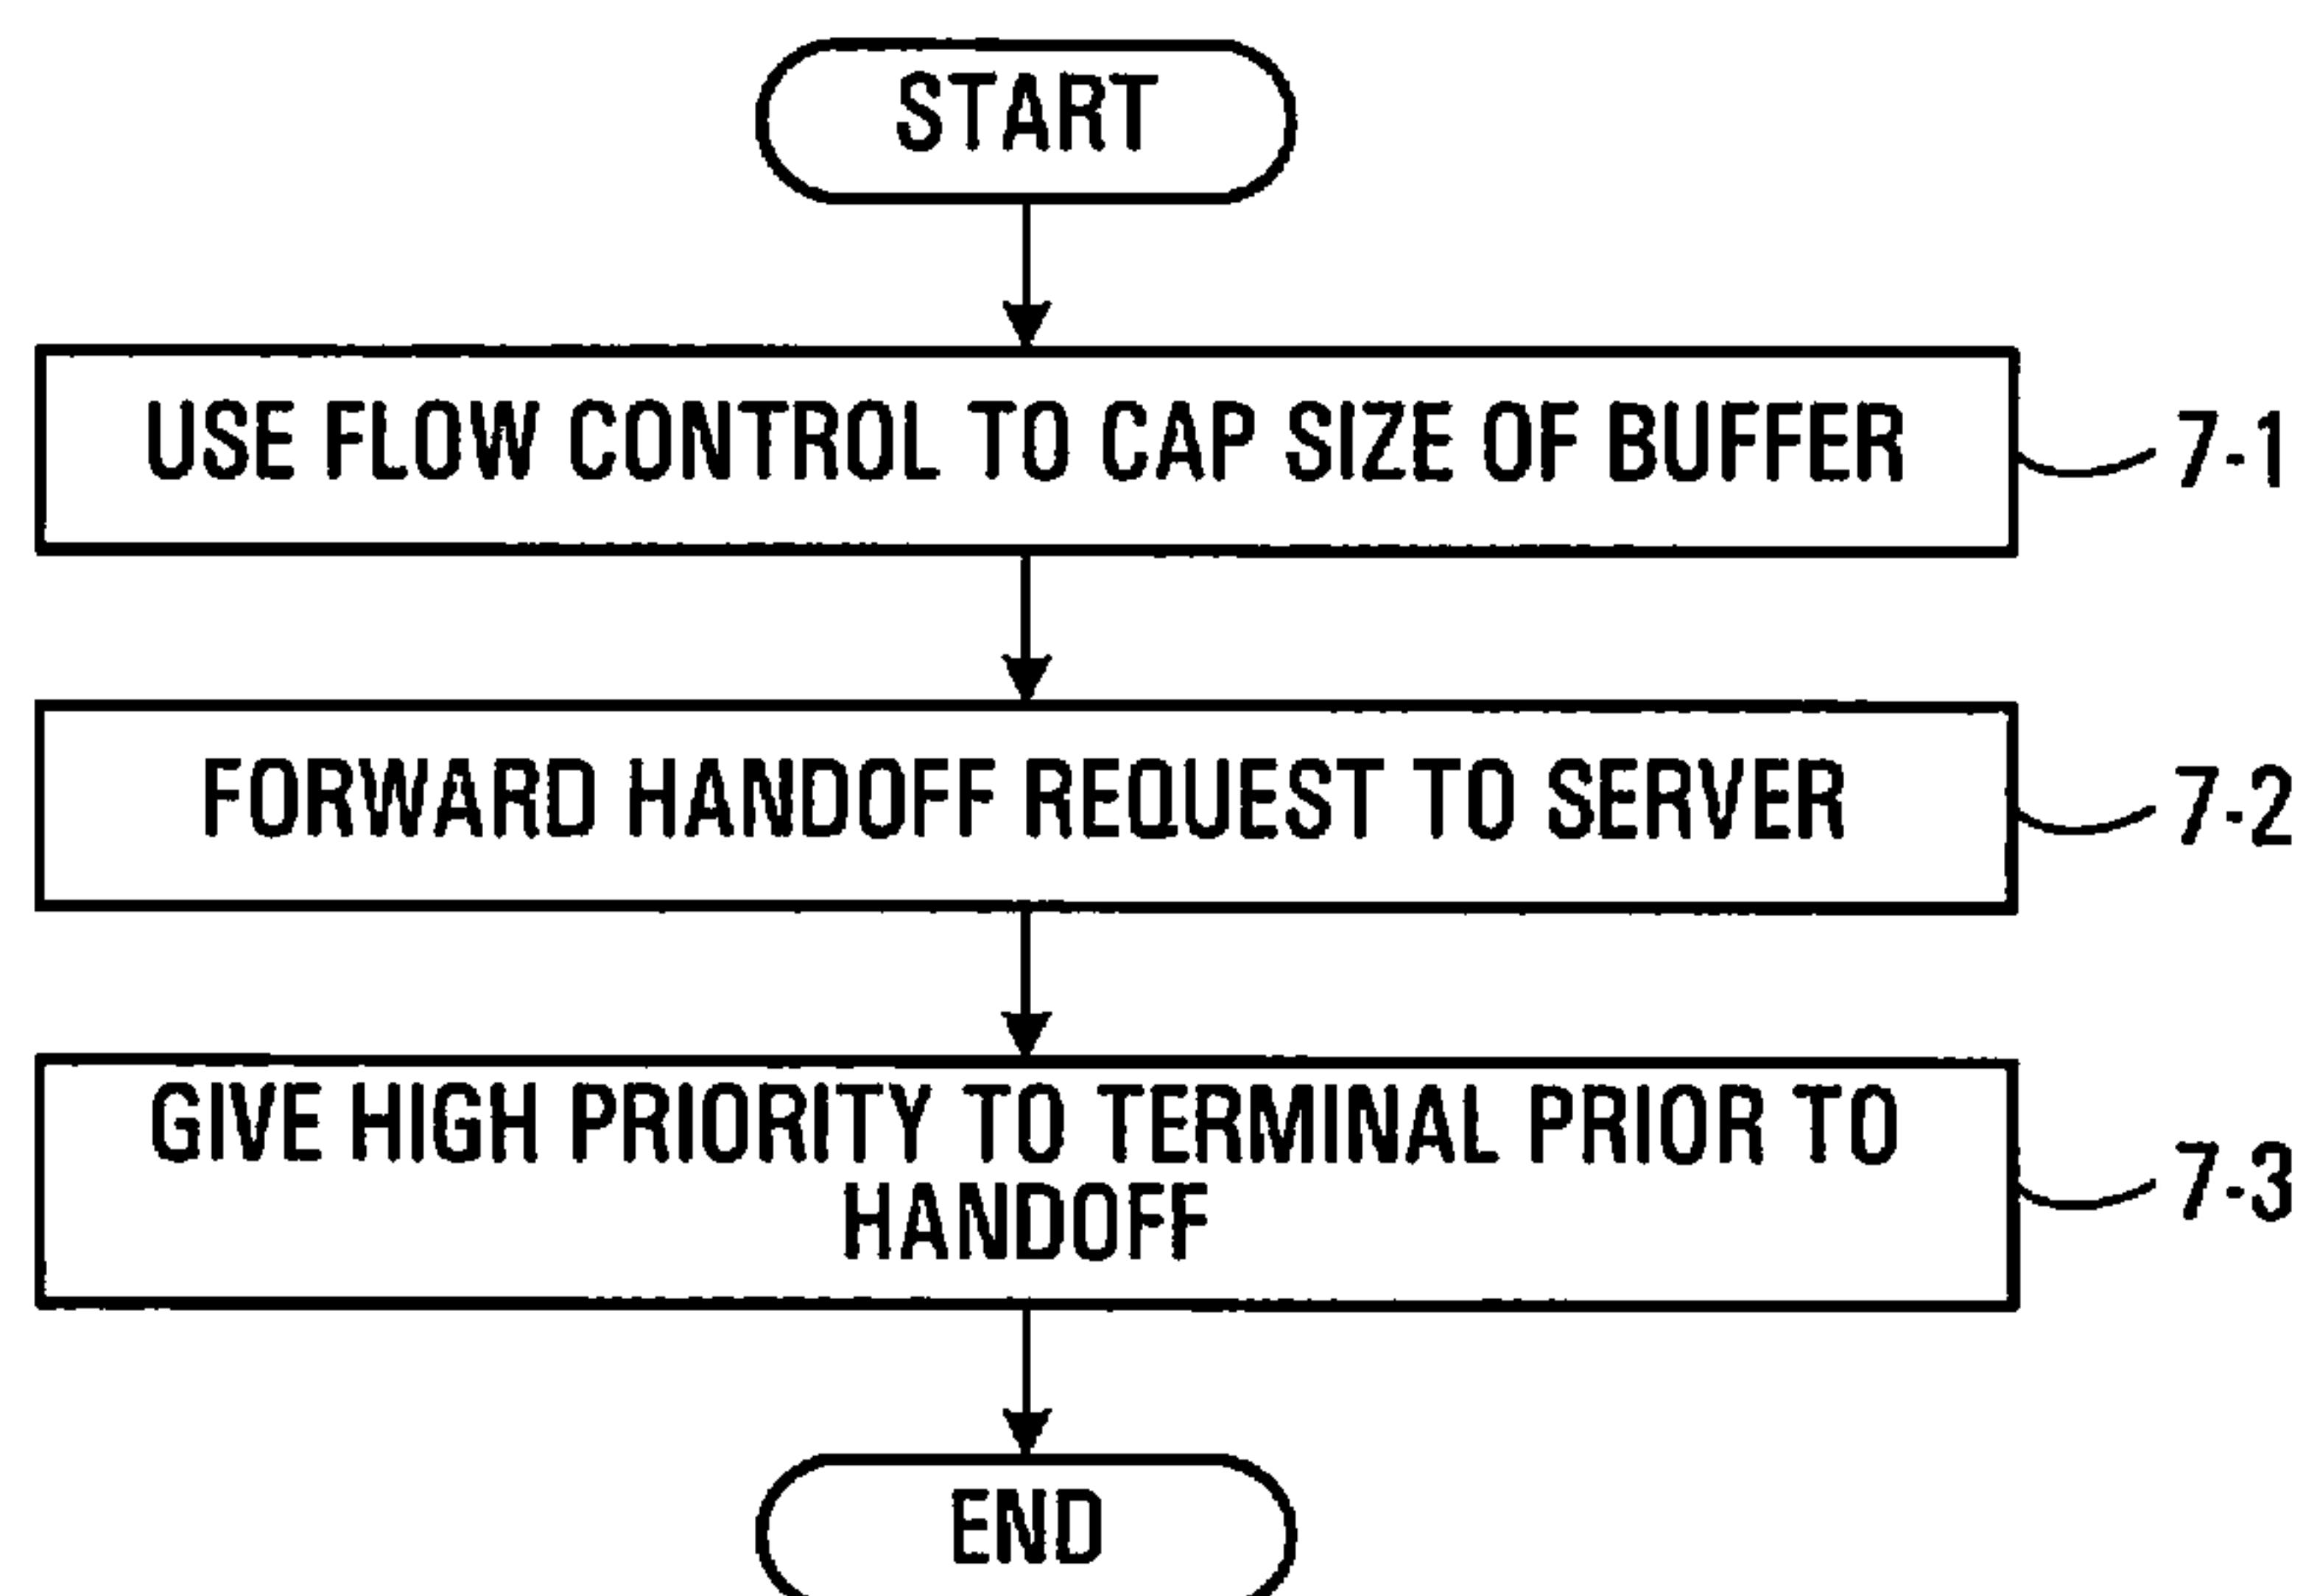 START
USE FLOW CONTROL TO CAP SIZE OF BUFFER
7-1
FORWARD HANDOFF REQUEST TO SERVER
7-2
GIVE HIGH PRIORITY TO TERMINAL PRIOR TO
HANDOFF
7-3
END